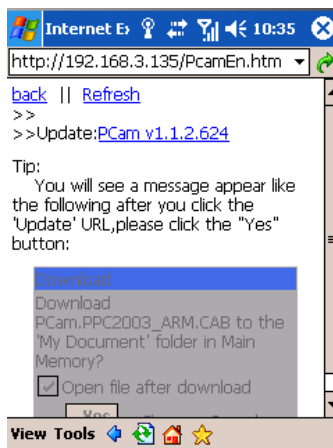 Internet E 10:35
http://192.168.3.135/PcamEn.htm
back || Refresh
>>
>>Update:PCam v1.1.2.624
Tip:
You will see a message appear like
the following after you click the
'Update' URL,please click the "Yes"
button:
Download
Download
PCam.PPC2003_ARM.CAB to the
'My Document' folder in Main
Memory?
Open file after download
Yes
View Tools